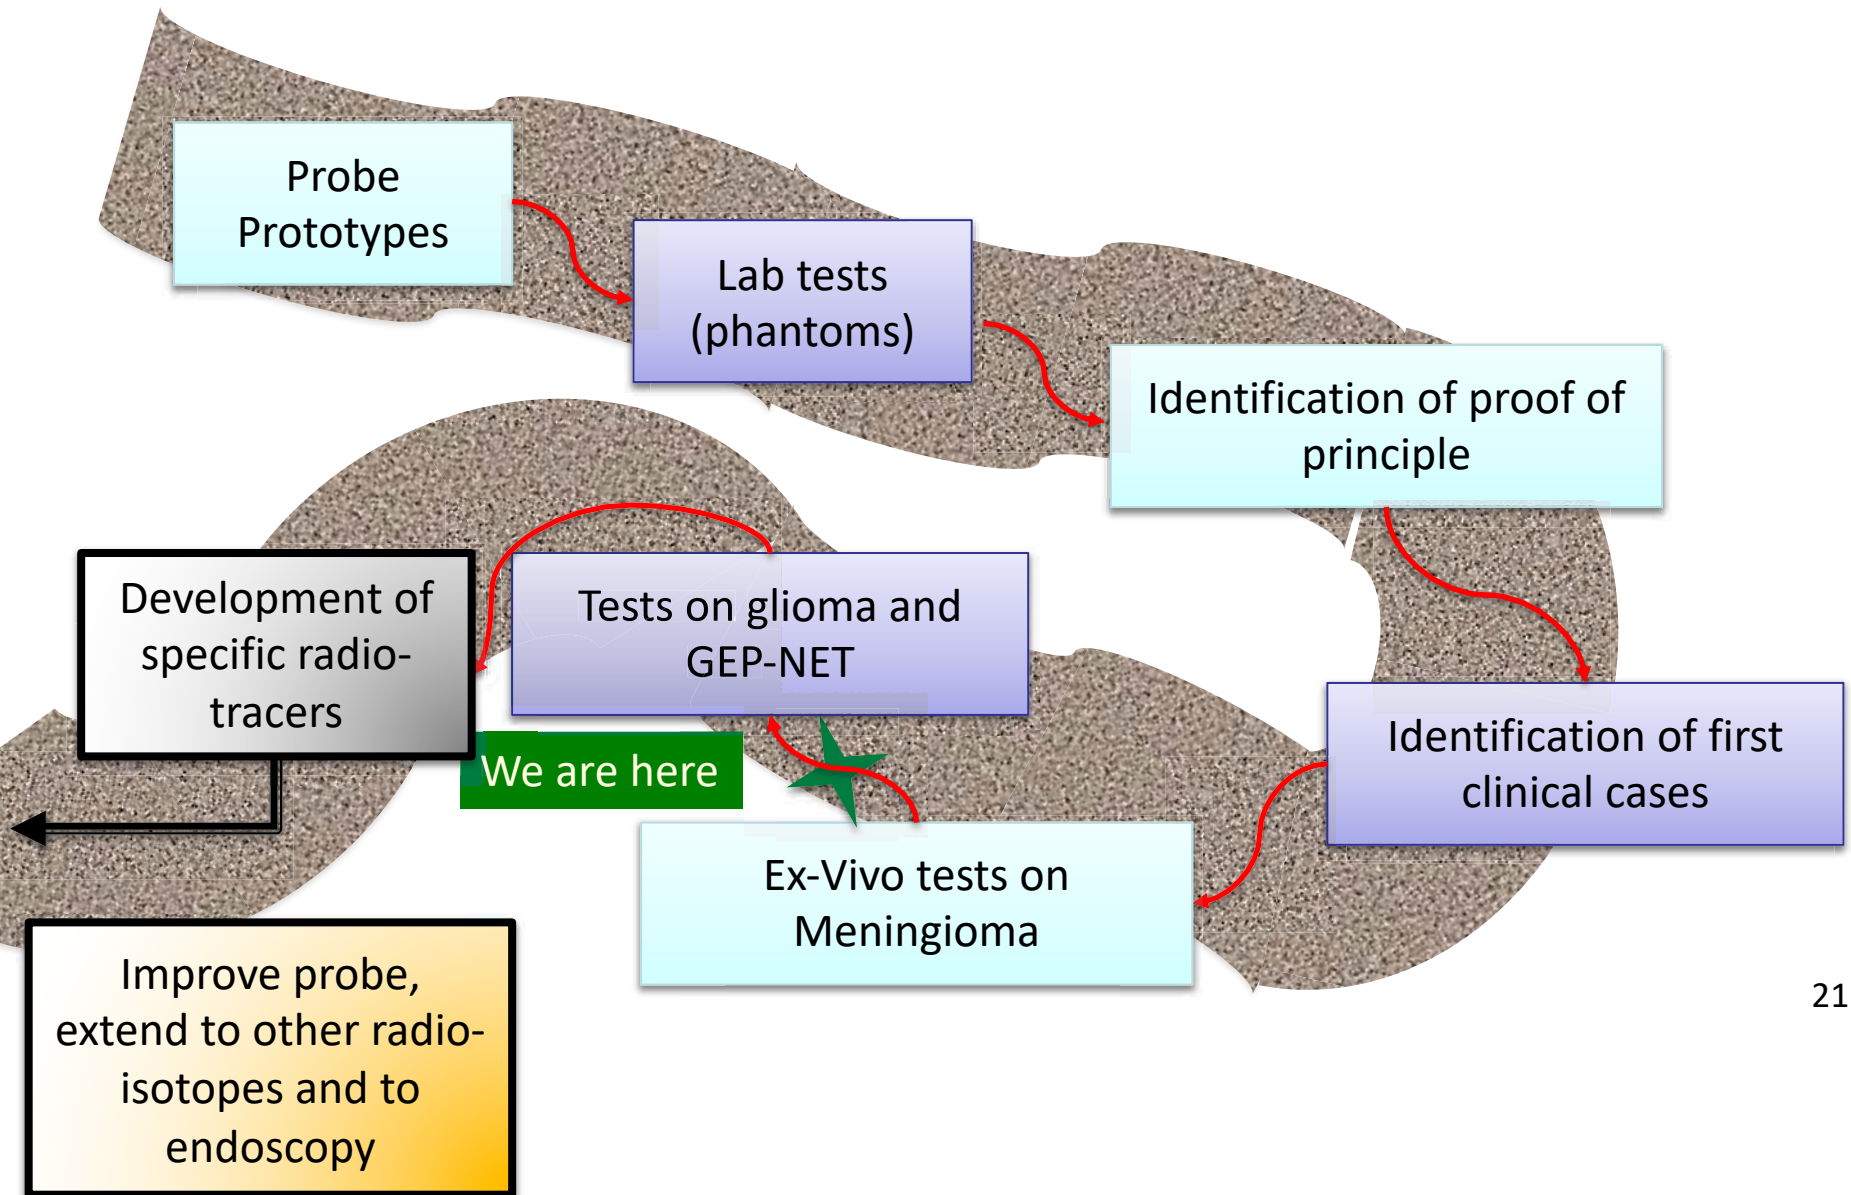 Probe
Prototypes
Lab tests
(phantoms)
Identification of proof of
principle
Identification of first
clinical cases
Ex-Vivo tests on
Meningioma
We are here
Tests on glioma and
GEP-NET
Development of
specific radio-
tracers
Improve probe,
extend to other radio-
isotopes and to
endoscopy
21